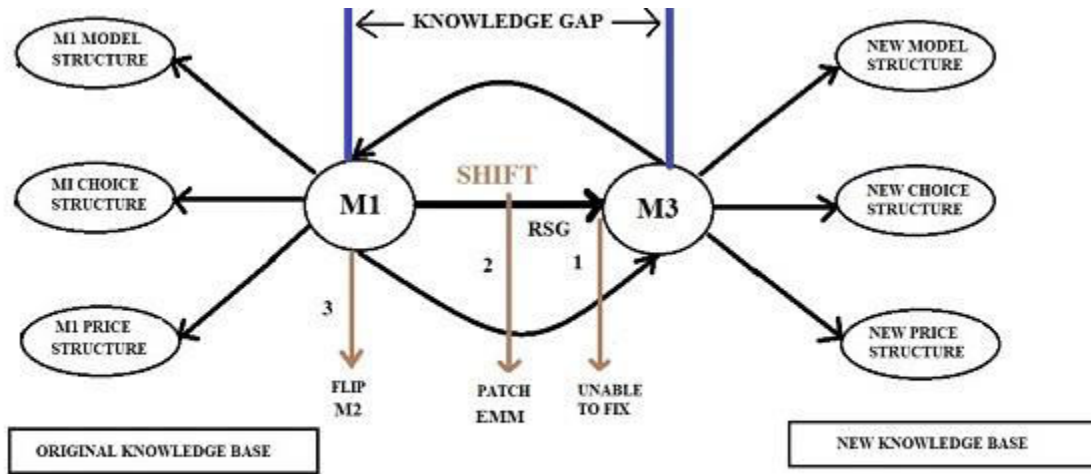 KNOWLEDGE GAP
M1 MODEL
STRUCTURE
NEW MODEL
STRUCTURE
SHIFT
MI CHOICE
STRUCTURE
M1
M3
NEW CHOICE
STRUCTURE
RSG
2
1
3
M1 PRICE
STRUCTURE
NEW PRICE
STRUCTURE
FLIP
M2
PATCH
EMM
UNABLE
TO FIX
ORIGINAL KNOWLEDGE BASE
NEW KNOWLEDGE BASE